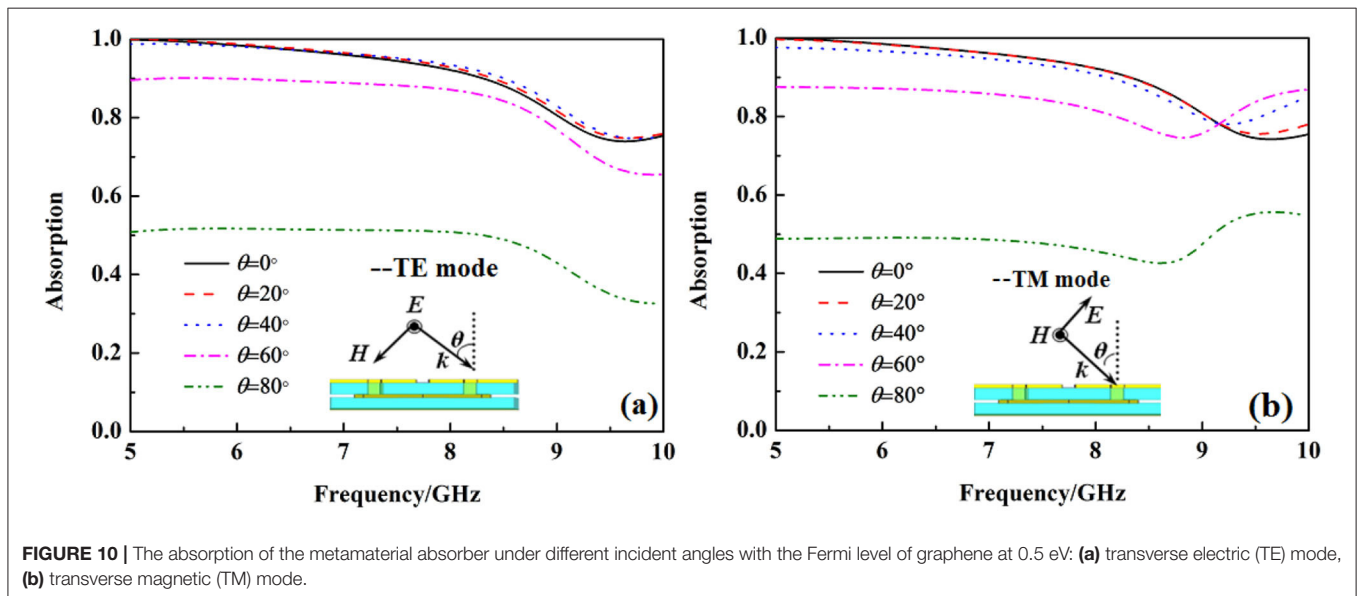 1.0
0.8
0.6
0.4
0.2
0.0
Absorption
5 6 7 8 9 10
Frequency/GHz
θ=0°
θ=20°
θ=40°
θ=60°
θ=80°
--TE mode
E
H
k
θ
(a)
1.0
0.8
0.6
0.4
0.2
0.0
Absorption
5 6 7 8 9 10
Frequency/GHz
θ=0°
θ=20°
θ=40°
θ=60°
θ=80°
--TM mode
E
H
k
θ
(b)
FIGURE 10 | The absorption of the metamaterial absorber under different incident angles with the Fermi level of graphene at 0.5 eV: (a) transverse electric (TE) mode,
(b) transverse magnetic (TM) mode.